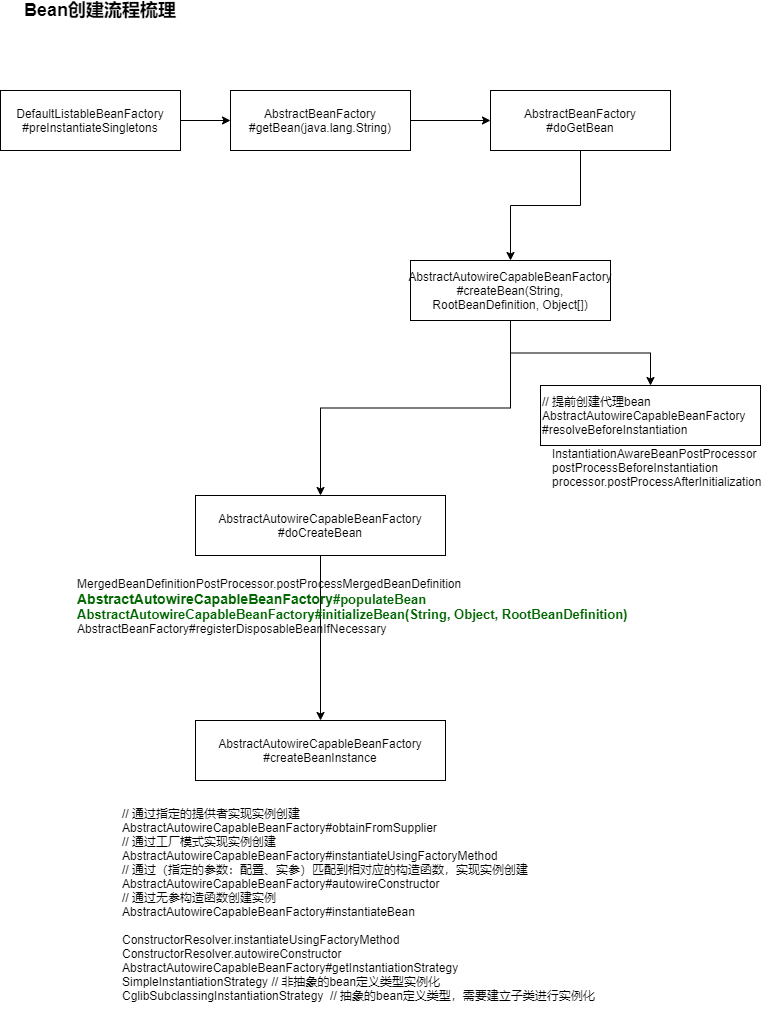 Bean创建流程梳理
DefaultListableBeanFactory
#preInstantiateSingletons
AbstractBeanFactory
#getBean(java.lang.String)
AbstractBeanFactory
#doGetBean
AbstractAutowireCapableBeanFactory
#createBean(String,
RootBeanDefinition, Object[])
// 提前创建代理bean
AbstractAutowireCapableBeanFactory
#resolveBeforeInstantiation
InstantiationAwareBeanPostProcessor
postProcessBeforeInstantiation
processor.postProcessAfterInitialization
AbstractAutowireCapableBeanFactory
#doCreateBean
MergedBeanDefinitionPostProcessor.postProcessMergedBeanDefinition
AbstractAutowireCapableBeanFactory#populateBean
AbstractAutowireCapableBeanFactory#initializeBean(String, Object, RootBeanDefinition)
AbstractBeanFactory#registerDisposableBeanIfNecessary
AbstractAutowireCapableBeanFactory
#createBeanInstance
// 通过指定的提供者实现实例创建
AbstractAutowireCapableBeanFactory#obtainFromSupplier
// 通过工厂模式实现实例创建
AbstractAutowireCapableBeanFactory#instantiateUsingFactoryMethod
// 通过（指定的参数：配置、实参）匹配到相对应的构造函数，实现实例创建
AbstractAutowireCapableBeanFactory#autowireConstructor
// 通过无参构造函数创建实例
AbstractAutowireCapableBeanFactory#instantiateBean
ConstructorResolver.instantiateUsingFactoryMethod
ConstructorResolver.autowireConstructor
AbstractAutowireCapableBeanFactory#getInstantiationStrategy
SimpleInstantiationStrategy // 非抽象的bean定义类型实例化
CglibSubclassingInstantiationStrategy // 抽象的bean定义类型，需要建立子类进行实例化